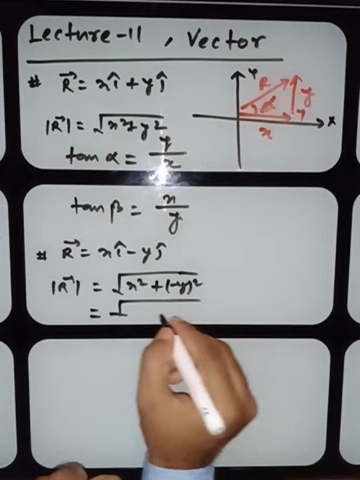 Lecture-11, Vector
# R⃗ = xî + yĵ
|R⃗| = √x²+y²
tan α = y/x
Y
R
α
y
x
X
tan β = x/y
# R⃗ = xî - yĵ
|R⃗| = √x² + (-y)²
= √